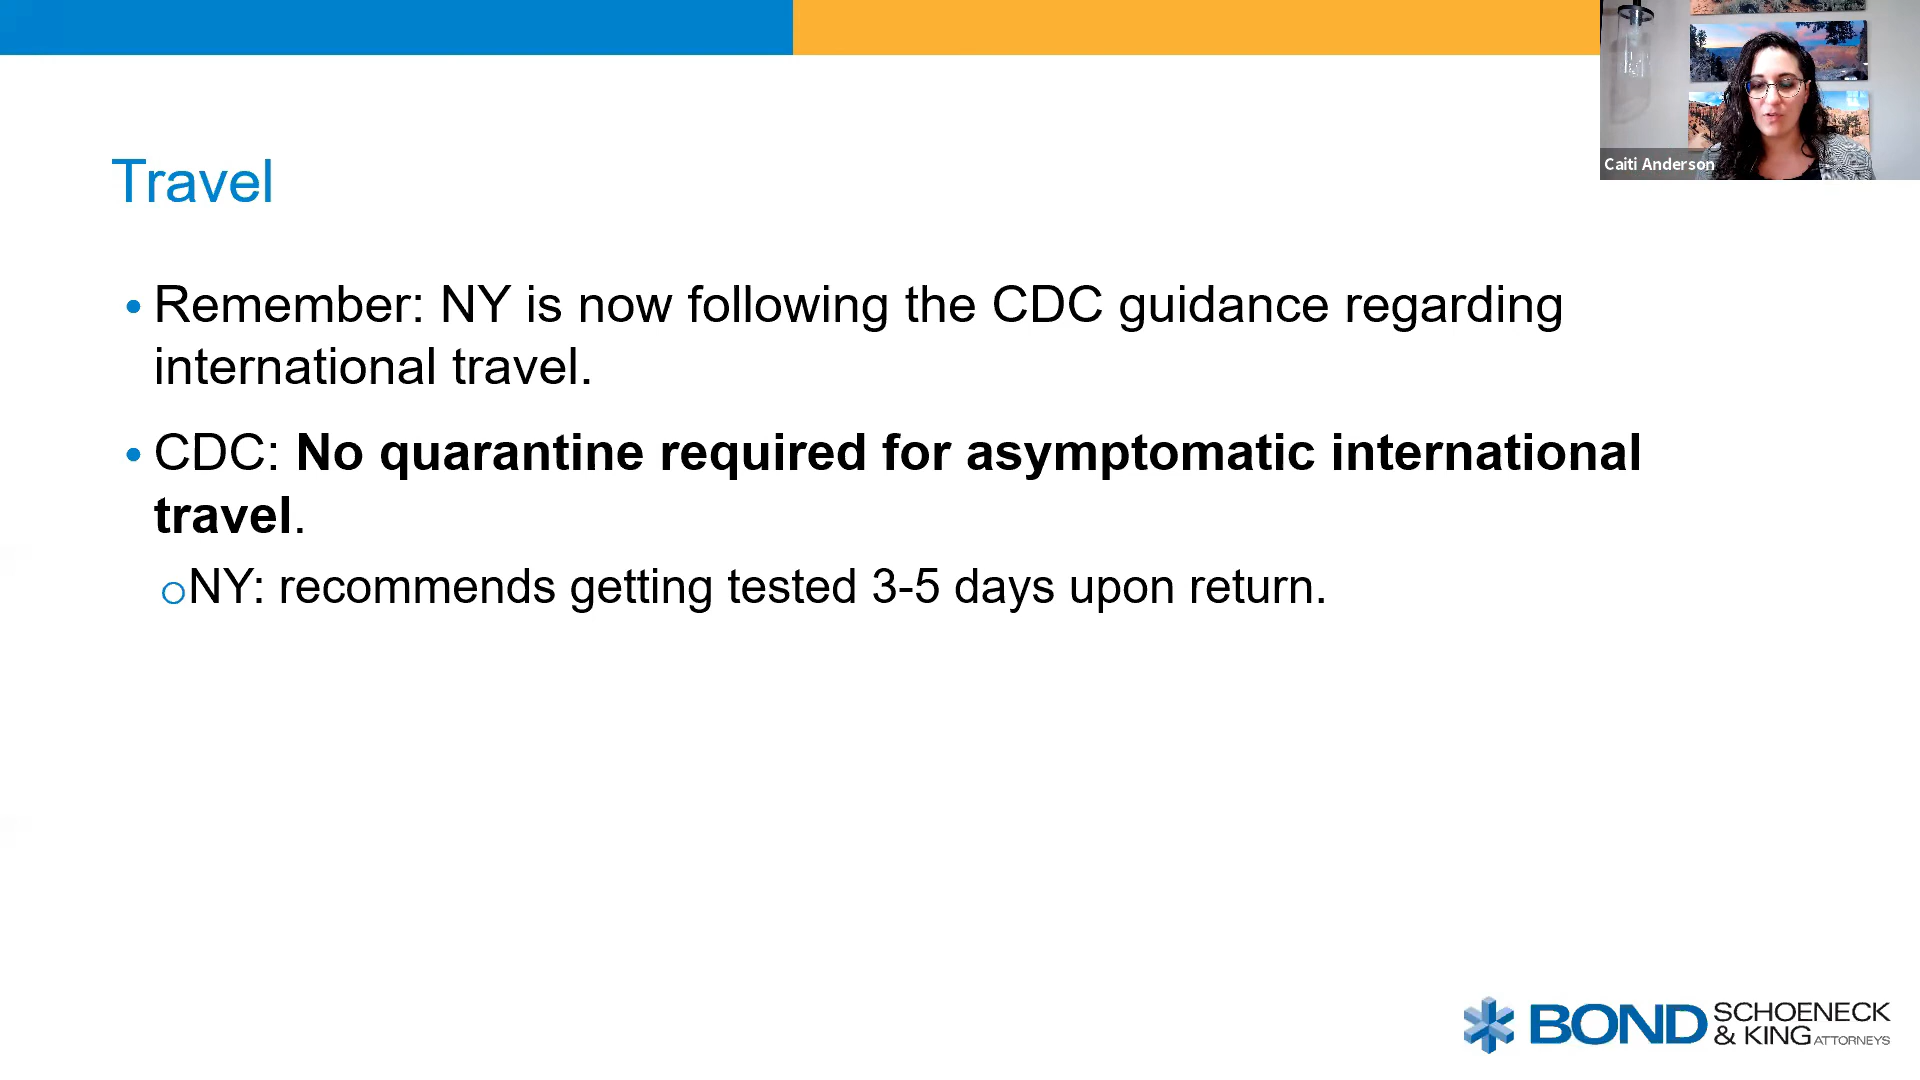 Caiti Anderson
Travel
• Remember: NY is now following the CDC guidance regarding
international travel.
• CDC: No quarantine required for asymptomatic international
travel.
oNY: recommends getting tested 3-5 days upon return.
BOND SCHOENECK
& KING ATTORNEYS